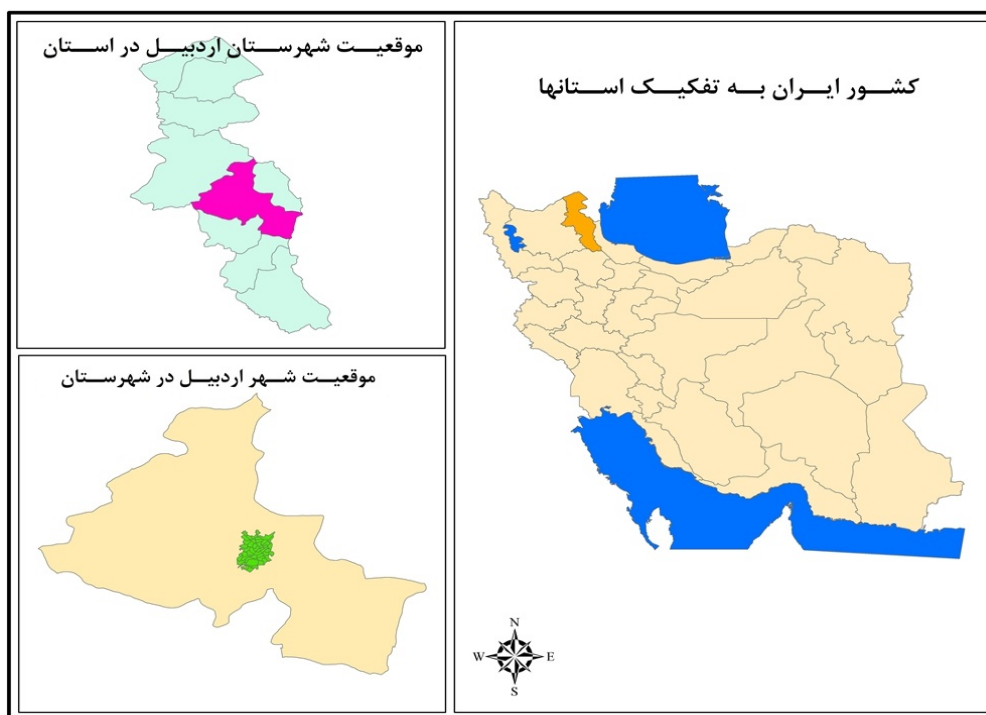 موقعیت شهرستان اردبیل در استان
کشور ایران به تفکیک استانها
موقعیت شهر اردبیل در شهرستان
N
W
E
S